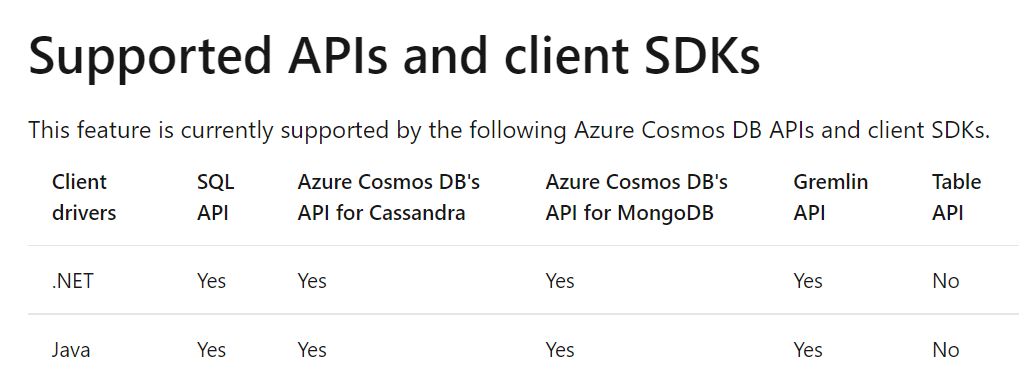 Supported APIs and client SDKs
This feature is currently supported by the following Azure Cosmos DB APIs and client SDKs.
Client drivers SQL API Azure Cosmos DB's API for Cassandra Azure Cosmos DB's API for MongoDB Gremlin API Table API
.NET Yes Yes Yes Yes No
Java Yes Yes Yes Yes No